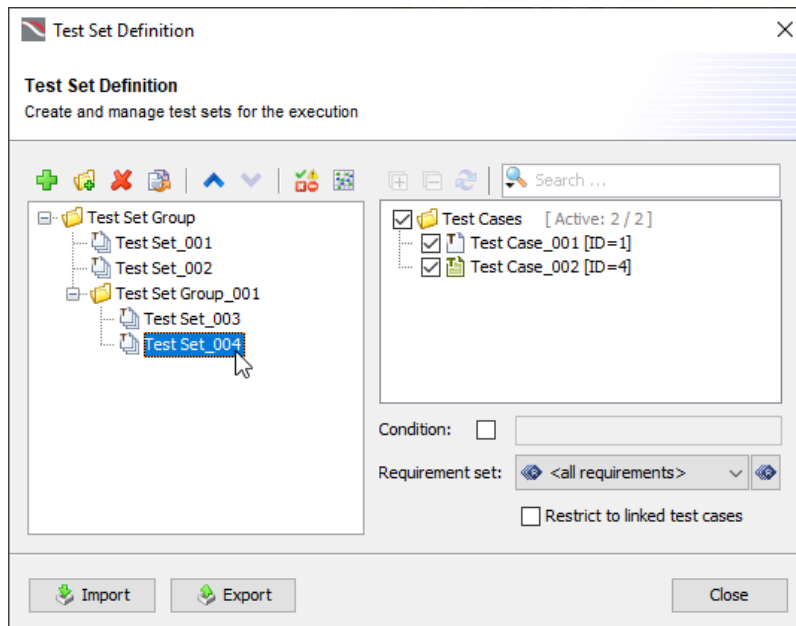 Test Set Definition
Test Set Definition
Create and manage test sets for the execution
Search ...
Test Set Group
Test Set_001
Test Set_002
Test Set Group_001
Test Set_003
Test Set_004
Test Cases [ Active: 2 / 2 ]
Test Case_001 [ID=1]
Test Case_002 [ID=4]
Condition:
Requirement set: <all requirements>
Restrict to linked test cases
Import Export Close